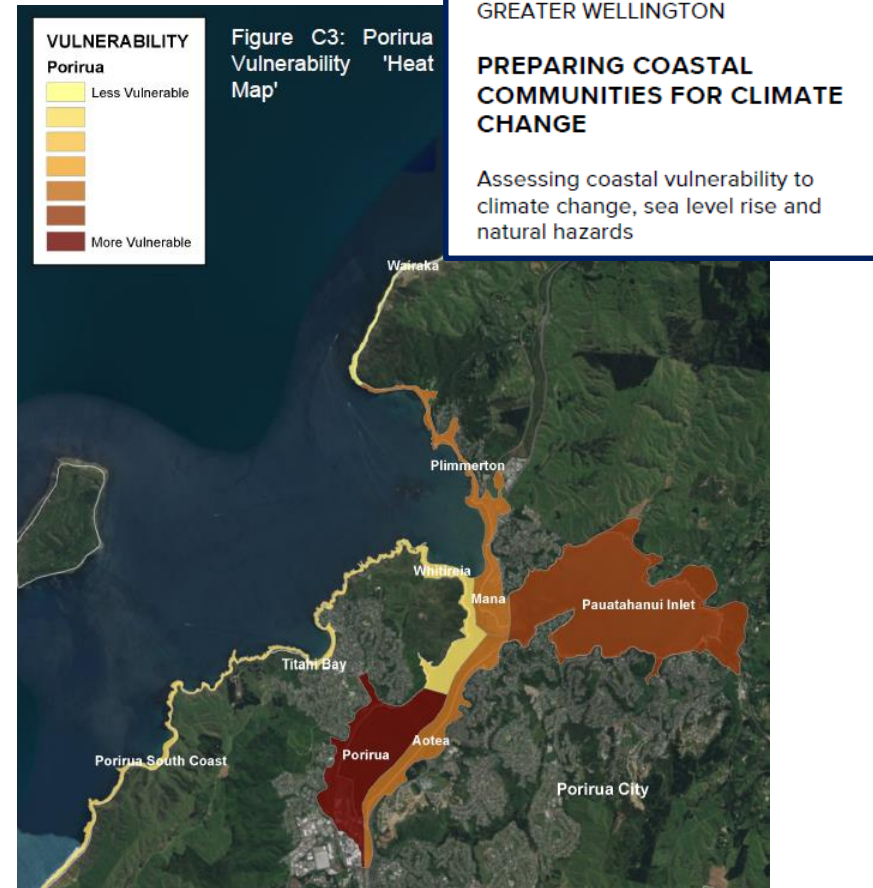 GREATER WELLINGTON
PREPARING COASTAL
COMMUNITIES FOR CLIMATE
CHANGE
Assessing coastal vulnerability to
climate change, sea level rise and
natural hazards
VULNERABILITY
Porirua
Less Vulnerable
More Vulnerable
Figure C3: Porirua
Vulnerability 'Heat
Map'
Wairaka
Plimmerton
Whitireia
Mana
Pauatahanui Inlet
Titahi Bay
Aotea
Porirua
Porirua South Coast
Porirua City